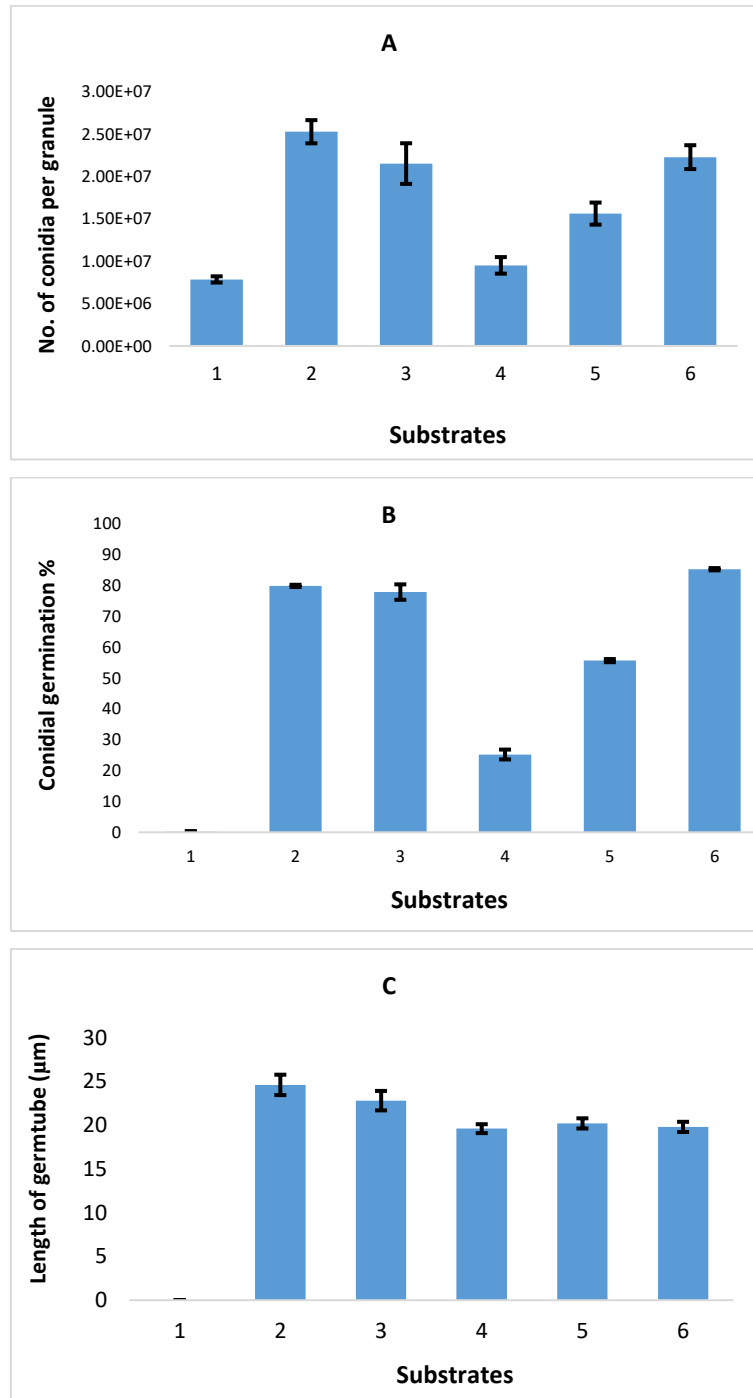 A
No. of conidia per granule
3.00E+07
2.50E+07
2.00E+07
1.50E+07
1.00E+07
5.00E+06
0.00E+00
1 2 3 4 5 6
Substrates
B
Conidial germination %
100
90
80
70
60
50
40
30
20
10
0
1 2 3 4 5 6
Substrates
C
Length of germtube (µm)
30
25
20
15
10
5
0
1 2 3 4 5 6
Substrates